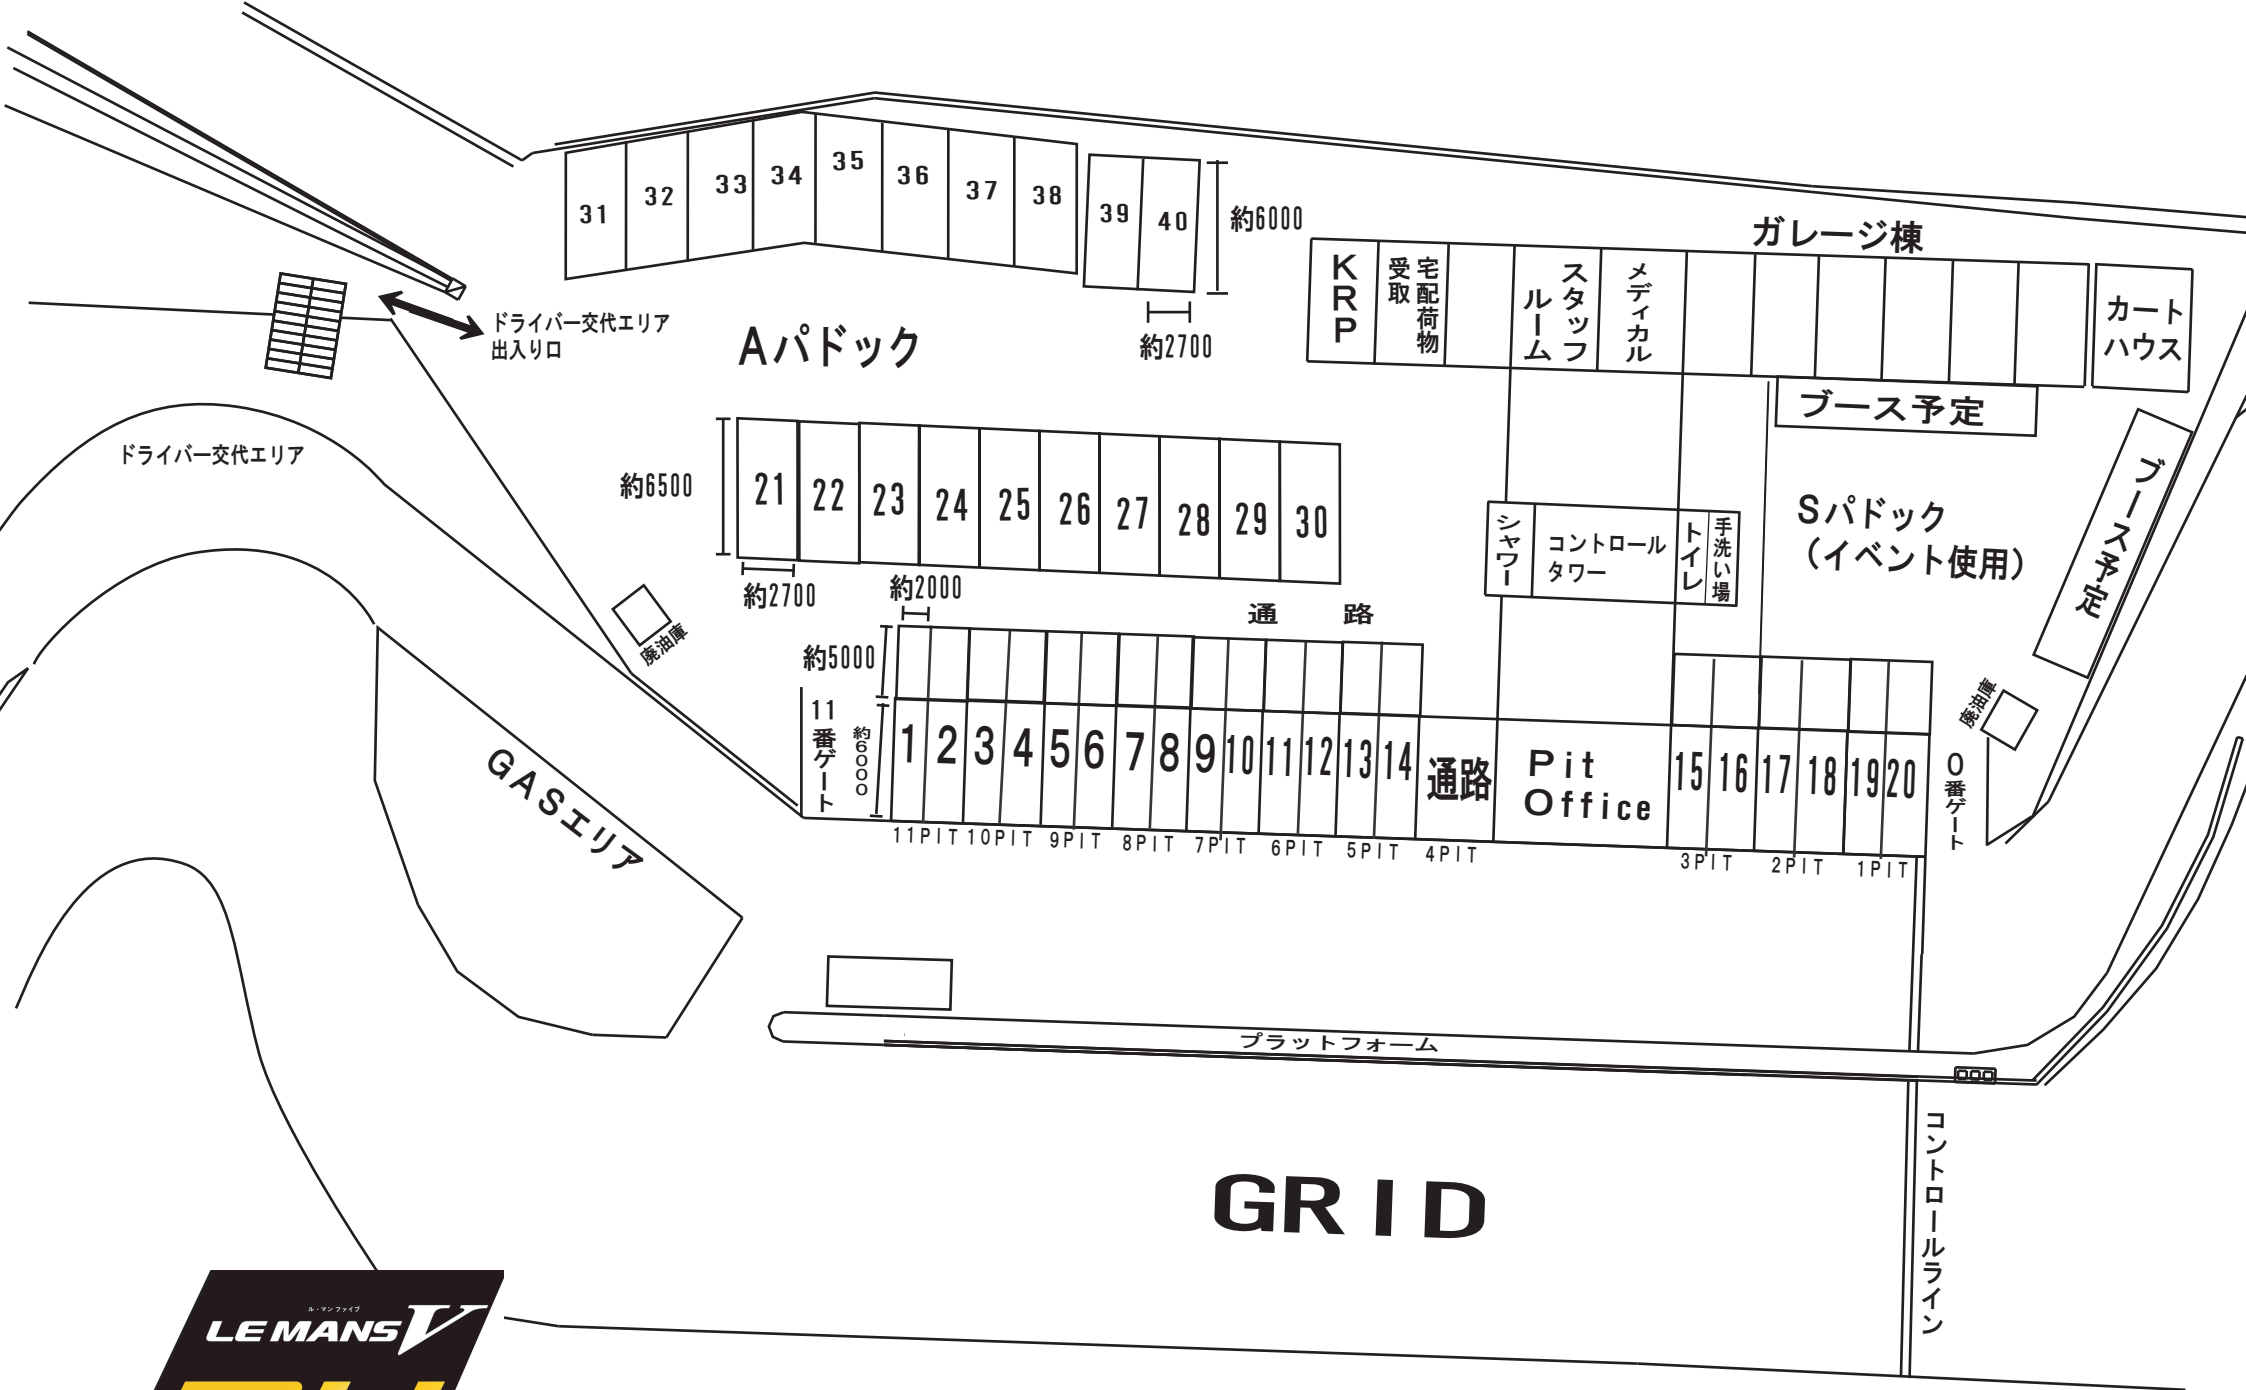 31
32
33
34
35
36
37
38
39
40
約6000
約2700
ガレージ棟
KRP
宅配荷物
受取
スタッフ
ルーム
メディカル
カート
ハウス
ブース予定
ドライバー交代エリア
出入り口
Aパドック
ドライバー交代エリア
約6500
21
22
23
24
25
26
27
28
29
30
約2700
約2000
シャワー
コントロール
タワー
トイレ
手洗い場
Sパドック
（イベント使用）
ブース予定
通路
廃油庫
約5000
11番ゲート
約6000
1
2
3
4
5
6
7
8
9
10
11
12
13
14
通路
Pit
Office
15
16
17
18
19
20
0番ゲート
廃油庫
11PIT
10PIT
9PIT
8PIT
7PIT
6PIT
5PIT
4PIT
3PIT
2PIT
1PIT
GASエリア
プラットフォーム
GRID
コントロールライン
ル・マン ファイブ
LE MANS V